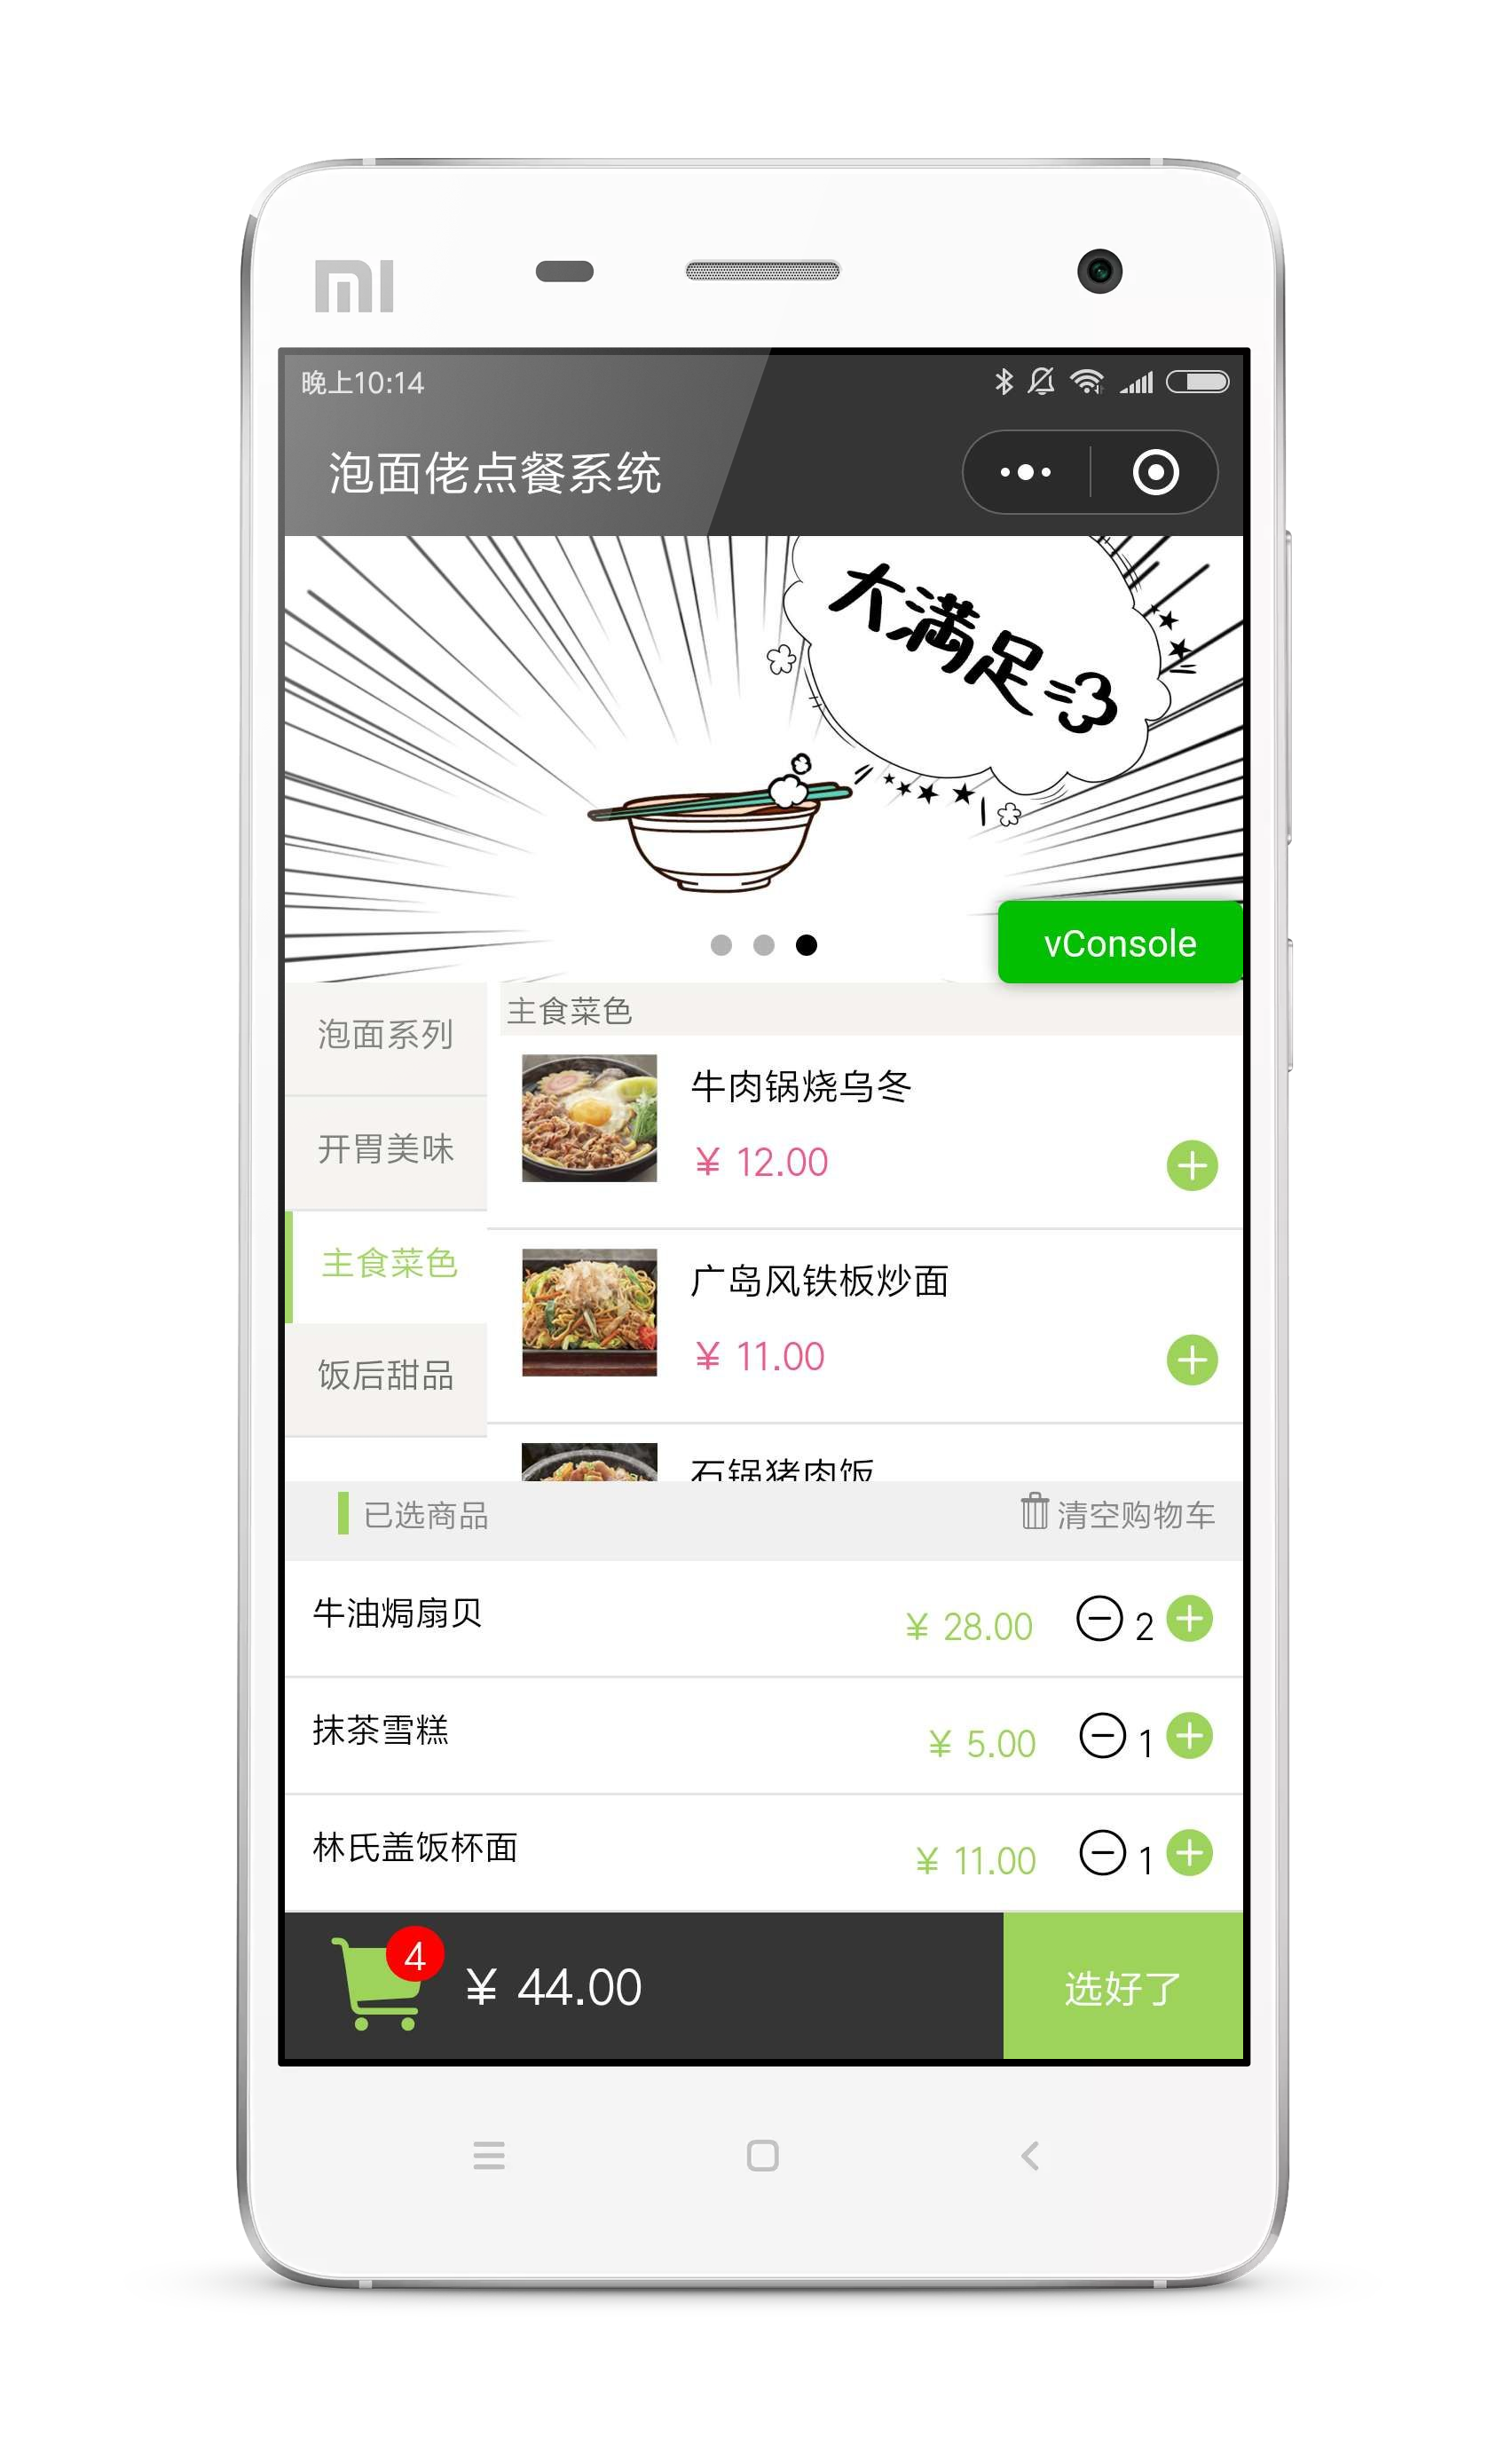 MI
晚上10:14
泡面佬点餐系统
大満足
vConsole
泡面系列
开胃美味
主食菜色
饭后甜品
主食菜色
牛肉锅烧乌冬
¥ 12.00
广岛风铁板炒面
¥ 11.00
石锅猪肉饭
已选商品
清空购物车
牛油焗扇贝
¥ 28.00
2
抹茶雪糕
¥ 5.00
1
林氏盖饭杯面
¥ 11.00
1
4
¥ 44.00
选好了